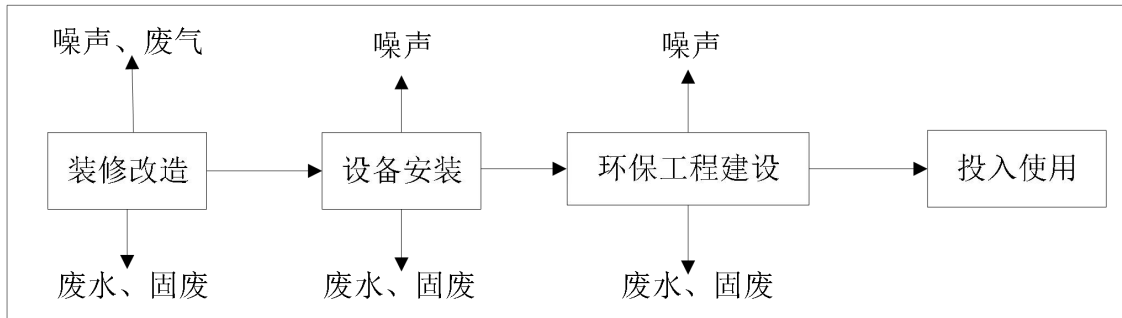 噪声、废气
噪声
噪声
装修改造
设备安装
环保工程建设
投入使用
废水、固废
废水、固废
废水、固废